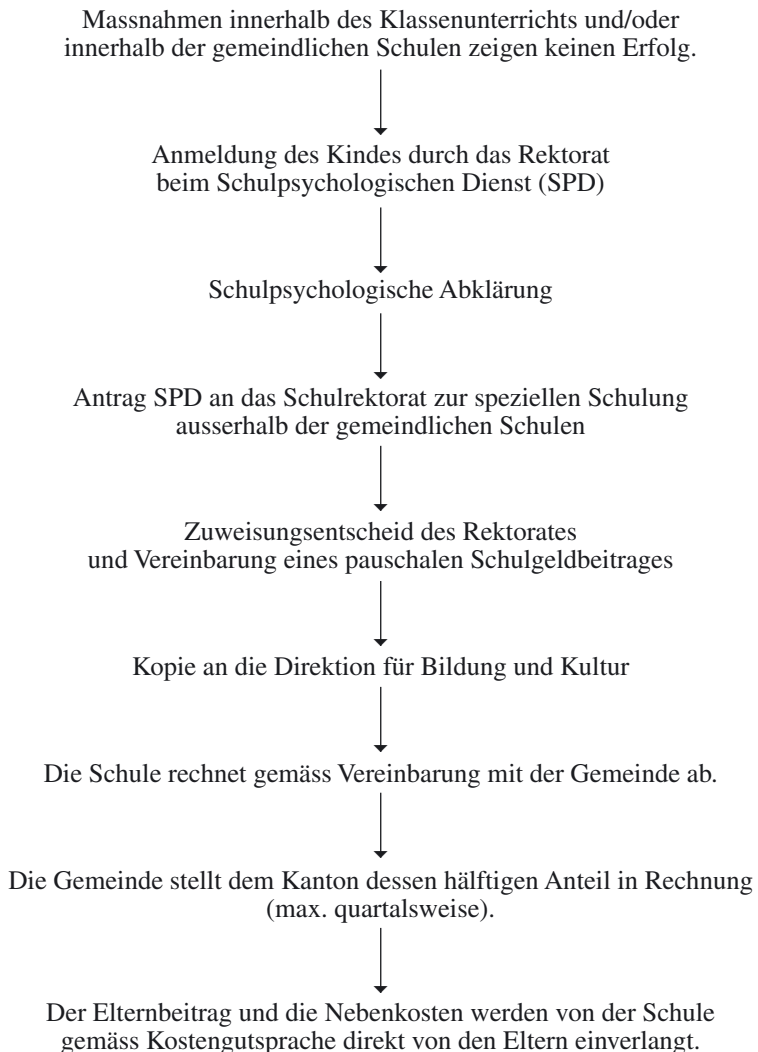 Massnahmen innerhalb des Klassenunterrichts und/oder
innerhalb der gemeindlichen Schulen zeigen keinen Erfolg.
Anmeldung des Kindes durch das Rektorat
beim Schulpsychologischen Dienst (SPD)
Schulpsychologische Abklärung
Antrag SPD an das Schulrektorat zur speziellen Schulung
ausserhalb der gemeindlichen Schulen
Zuweisungsentscheid des Rektorates
und Vereinbarung eines pauschalen Schulgeldbeitrages
Kopie an die Direktion für Bildung und Kultur
Die Schule rechnet gemäss Vereinbarung mit der Gemeinde ab.
Die Gemeinde stellt dem Kanton dessen hälftigen Anteil in Rechnung
(max. quartalsweise).
Der Elternbeitrag und die Nebenkosten werden von der Schule
gemäss Kostengutsprache direkt von den Eltern einverlangt.